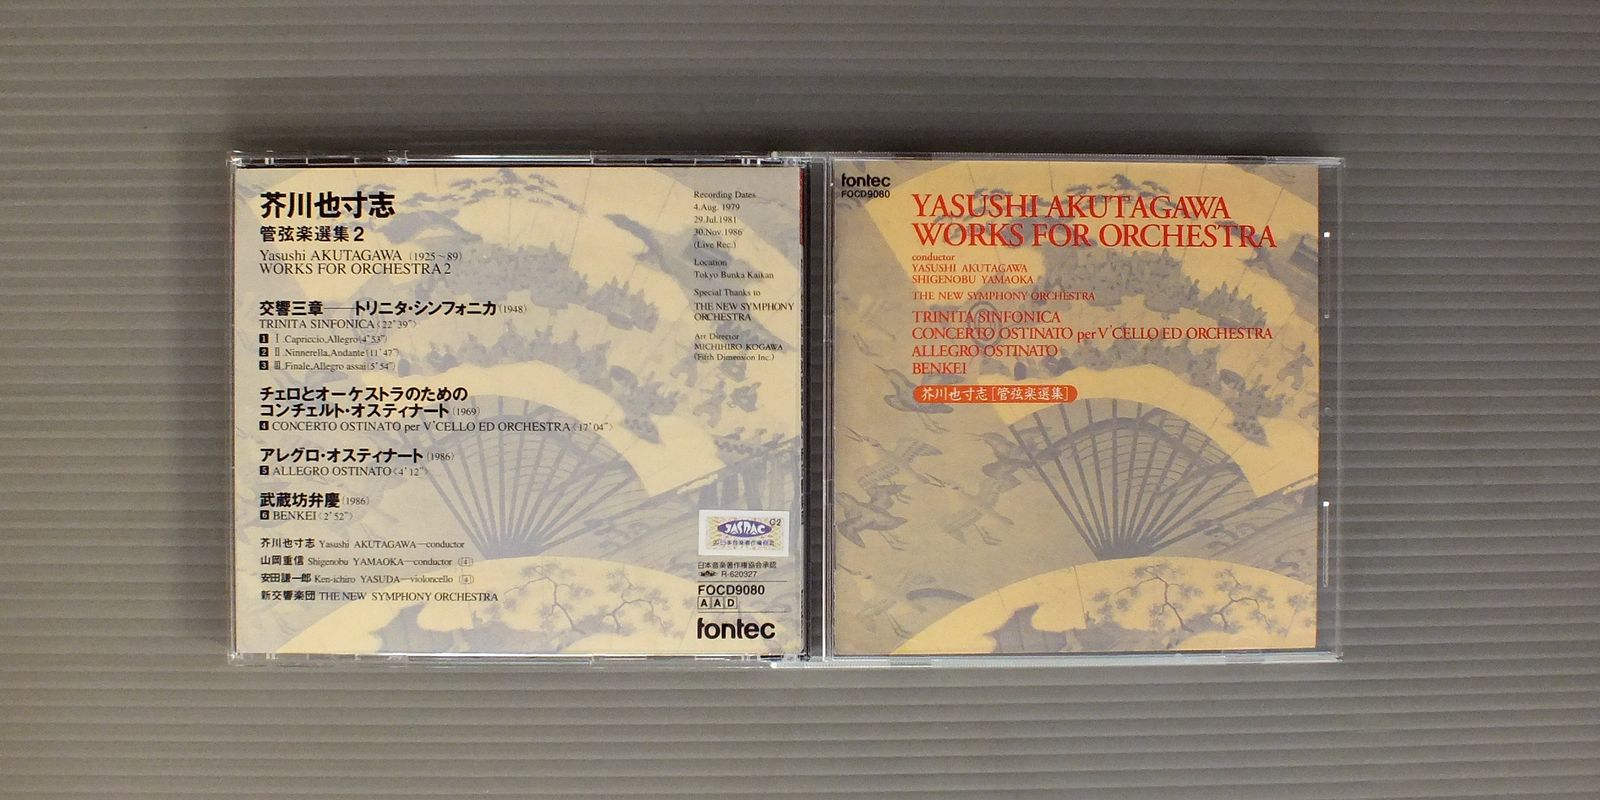 芥川也寸志
管弦楽選集2
Yasushi AKUTAGAWA (1925~89)
WORKS FOR ORCHESTRA 2
交響三章——トリニタ・シンフォニカ(1948)
TRINITA SINFONICA〈22'39"〉
1 Ⅰ.Capriccio,Allegro(4'53")
2 Ⅱ.Ninnerella,Andante(11'47")
3 Ⅲ.Finale,Allegro assai(5'54")
チェロとオーケストラのための
コンチェルト・オスティナート(1969)
4 CONCERTO OSTINATO per V'CELLO ED ORCHESTRA〈17'04"〉
アレグロ・オスティナート(1986)
5 ALLEGRO OSTINATO〈4'12"〉
武蔵坊弁慶(1986)
6 BENKEI〈2'52"〉
芥川也寸志 Yasushi AKUTAGAWA—conductor
山岡重信 Shigenobu YAMAOKA—conductor [4]
安田謙一郎 Ken-ichiro YASUDA—violoncello [4]
新交響楽団 THE NEW SYMPHONY ORCHESTRA
Recording Dates
4.Aug. 1979
29.Jul.1981
30.Nov.1986
(Live Rec.)
Location
Tokyo Bunka Kaikan
Special Thanks to
THE NEW SYMPHONY
ORCHESTRA
Art Director
MICHIHIRO KOGAWA
(Fifth Dimension Inc.)
JASRAC
日本音楽著作権協会承認
R-620327
FOCD9080
A A D
fontec
fontec
FOCD9080
YASUSHI AKUTAGAWA
WORKS FOR ORCHESTRA
conductor
YASUSHI AKUTAGAWA
SHIGENOBU YAMAOKA
THE NEW SYMPHONY ORCHESTRA
TRINITA SINFONICA
CONCERTO OSTINATO per V'CELLO ED ORCHESTRA
ALLEGRO OSTINATO
BENKEI
芥川也寸志[管弦楽選集]